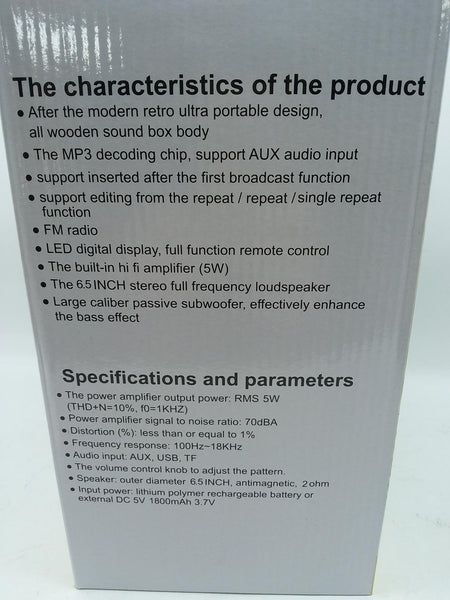 The characteristics of the product
• After the modern retro ultra portable design,
all wooden sound box body
• The MP3 decoding chip, support AUX audio input
• support inserted after the first broadcast function
• support editing from the repeat / repeat /single repeat
function
• FM radio
• LED digital display, full function remote control
• The built-in hi fi amplifier (5W)
• The 6.5INCH stereo full frequency loudspeaker
• Large caliber passive subwoofer, effectively enhance
the bass effect
Specifications and parameters
• The power amplifier output power: RMS 5W
(THD+N=10%, f0=1KHZ)
• Power amplifier signal to noise ratio: 70dBA
• Distortion (%): less than or equal to 1%
• Frequency response: 100Hz~18KHz
• Audio input: AUX, USB, TF
• The volume control knob to adjust the pattern.
• Speaker: outer diameter 6.5INCH, antimagnetic, 2ohm
• Input power: lithium polymer rechargeable battery or
external DC 5V 1800mAh 3.7V